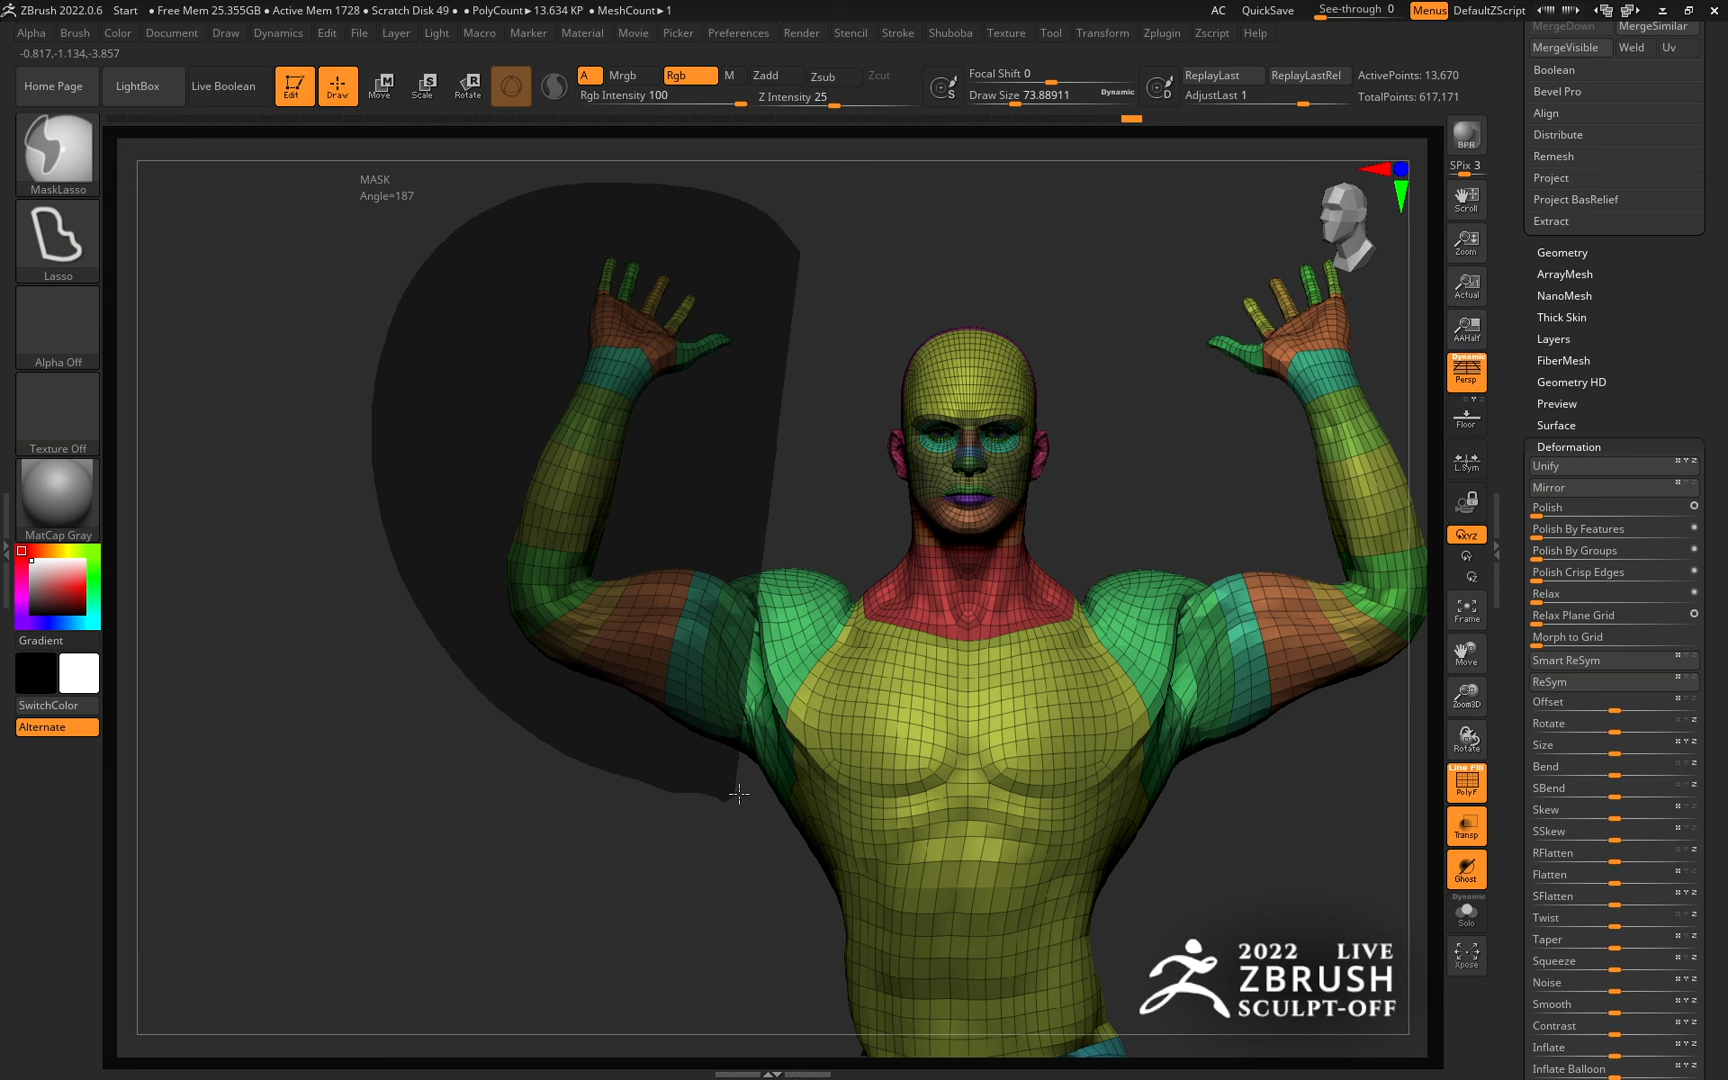 ZBrush 2022.0.6 Start • Free Mem 25.355GB • Active Mem 1728 • Scratch Disk 49 • • PolyCount 13.634 KP • MeshCount 1 AC QuickSave See-through 0 Menus DefaultZScript
Alpha Brush Color Document Draw Dynamics Edit File Layer Light Macro Marker Material Movie Picker Preferences Render Stencil Stroke Shuboba Texture Tool Transform Zplugin Zscript Help
-0.817,-1.134,-3.857
Home Page LightBox Live Boolean Edit Draw Move Scale Rotate
A Mrgb Rgb M Zadd Zsub Zcut
Rgb Intensity 100 Z Intensity 25
S Focal Shift 0
Draw Size 73.88911 Dynamic
D ReplayLast ReplayLastRel ActivePoints: 13,670
AdjustLast 1 TotalPoints: 617,171
MaskLasso
Lasso
Alpha Off
Texture Off
MatCap Gray
Gradient
SwitchColor
Alternate
MASK
Angle=187
2022 LIVE
ZBRUSH
SCULPT-OFF
BPR
SPix 3
Scroll
Zoom
Actual
AAHalf
Dynamic
Persp
Floor
L.Sym
XYZ
Frame
Move
Zoom3D
Rotate
Line Fill
PolyF
Transp
Ghost
Dynamic
Solo
Xpose
MergeDown MergeSimilar
MergeVisible Weld Uv
Boolean
Bevel Pro
Align
Distribute
Remesh
Project
Project BasRelief
Extract
Geometry
ArrayMesh
NanoMesh
Thick Skin
Layers
FiberMesh
Geometry HD
Preview
Surface
Deformation
Unify
Mirror
Polish
Polish By Features
Polish By Groups
Polish Crisp Edges
Relax
Relax Plane Grid
Morph to Grid
Smart ReSym
ReSym
Offset
Rotate
Size
Bend
SBend
Skew
SSkew
RFlatten
Flatten
SFlatten
Twist
Taper
Squeeze
Noise
Smooth
Contrast
Inflate
Inflate Balloon